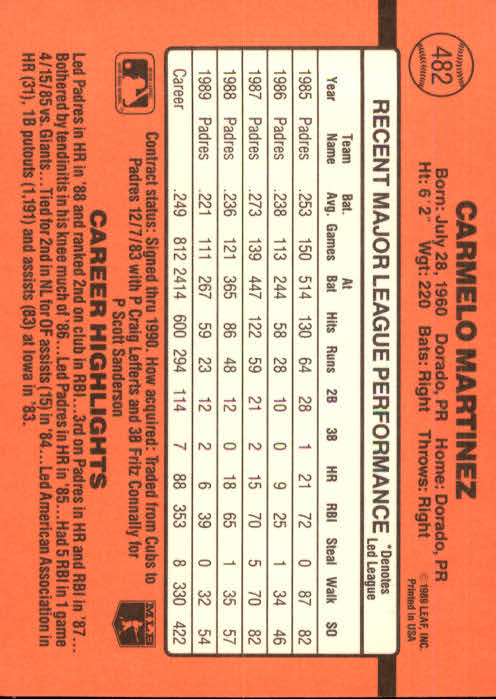 482
CARMELO MARTINEZ
Born: July 28, 1960 Dorado, PR Home: Dorado, PR
Ht: 6' 2" Wgt: 220 Bats: Right Throws: Right
© 1989 LEAF, INC.
Printed in USA
RECENT MAJOR LEAGUE PERFORMANCE
*Denotes
Led League
Year Team Name Bat. Avg. Games At Bat Hits Runs 2B 3B HR RBI Steal Walk SO
1985 Padres .253 150 514 130 64 28 1 21 72 0 87 82
1986 Padres .238 113 244 58 28 10 0 9 25 1 34 46
1987 Padres .273 139 447 122 59 21 2 15 70 5 70 82
1988 Padres .236 121 365 86 48 12 0 18 65 1 35 57
1989 Padres .221 111 267 59 23 12 2 6 39 0 32 54
Career .249 812 2414 600 294 114 7 88 353 8 330 422
Contract status: Signed thru 1990. How acquired: Traded from Cubs to
Padres 12/7/83 with P Craig Lefferts and 3B Fritz Connally for
P Scott Sanderson
MLB
CAREER HIGHLIGHTS
Led Padres in HR in '88 and ranked 2nd on club in RBI...3rd on Padres in HR and RBI in '87...
Bothered by tendinitis in his knee much of '86...Led Padres in HR in '85...Had 5 RBI in 1 game
4/15/85 vs. Giants...Tied for 2nd in NL for OF assists (15) in '84...Led American Association in
HR (31), 1B putouts (1,191) and assists (83) at Iowa in '83.